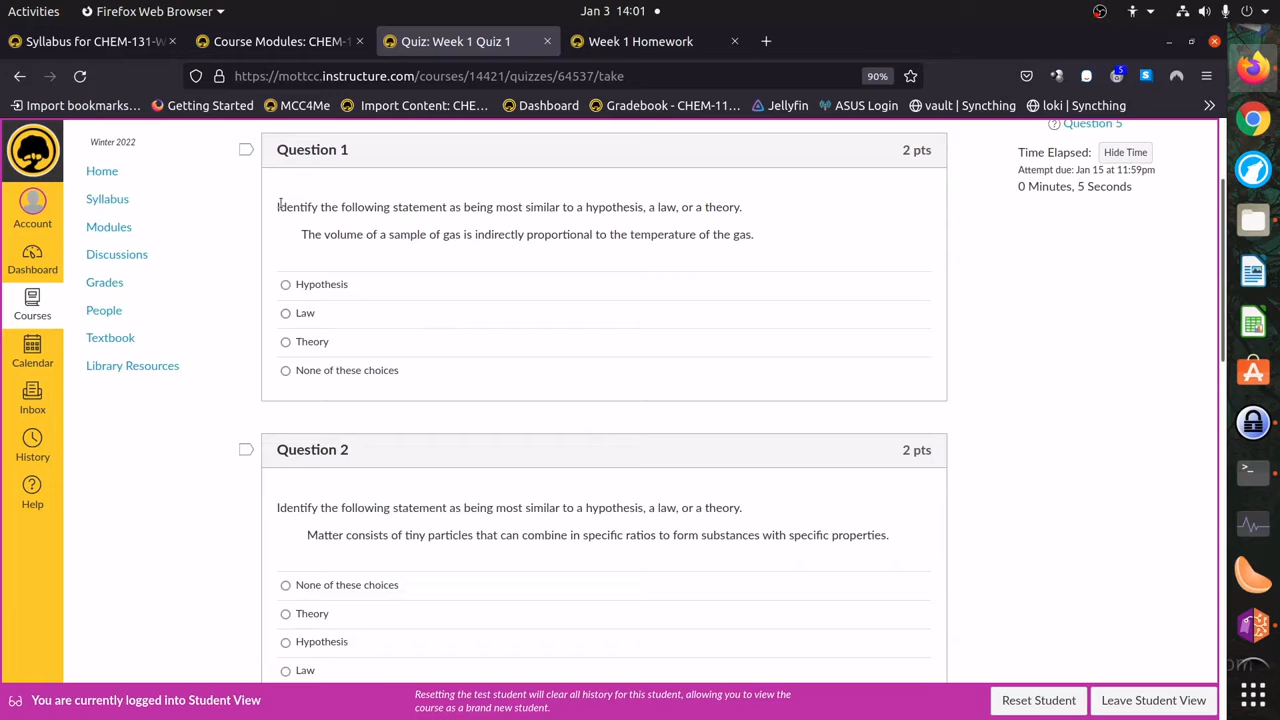 Activities
Firefox Web Browser
Jan 3 14:01
Syllabus for CHEM-131-W
Course Modules: CHEM-1
Quiz: Week 1 Quiz 1
Week 1 Homework
https://mottcc.instructure.com/courses/14421/quizzes/64537/take
90%
5
Import bookmarks...
Getting Started
MCC4Me
Import Content: CHE...
Dashboard
Gradebook - CHEM-11...
Jellyfin
ASUS Login
vault | Syncthing
loki | Syncthing
Account
Dashboard
Courses
Calendar
Inbox
History
Help
Winter 2022
Home
Syllabus
Modules
Discussions
Grades
People
Textbook
Library Resources
Question 1
2 pts
Identify the following statement as being most similar to a hypothesis, a law, or a theory.
The volume of a sample of gas is indirectly proportional to the temperature of the gas.
Hypothesis
Law
Theory
None of these choices
Question 2
2 pts
Identify the following statement as being most similar to a hypothesis, a law, or a theory.
Matter consists of tiny particles that can combine in specific ratios to form substances with specific properties.
None of these choices
Theory
Hypothesis
Law
Question 5
Time Elapsed:
Hide Time
Attempt due: Jan 15 at 11:59pm
0 Minutes, 5 Seconds
You are currently logged into Student View
Resetting the test student will clear all history for this student, allowing you to view the
course as a brand new student.
Reset Student
Leave Student View